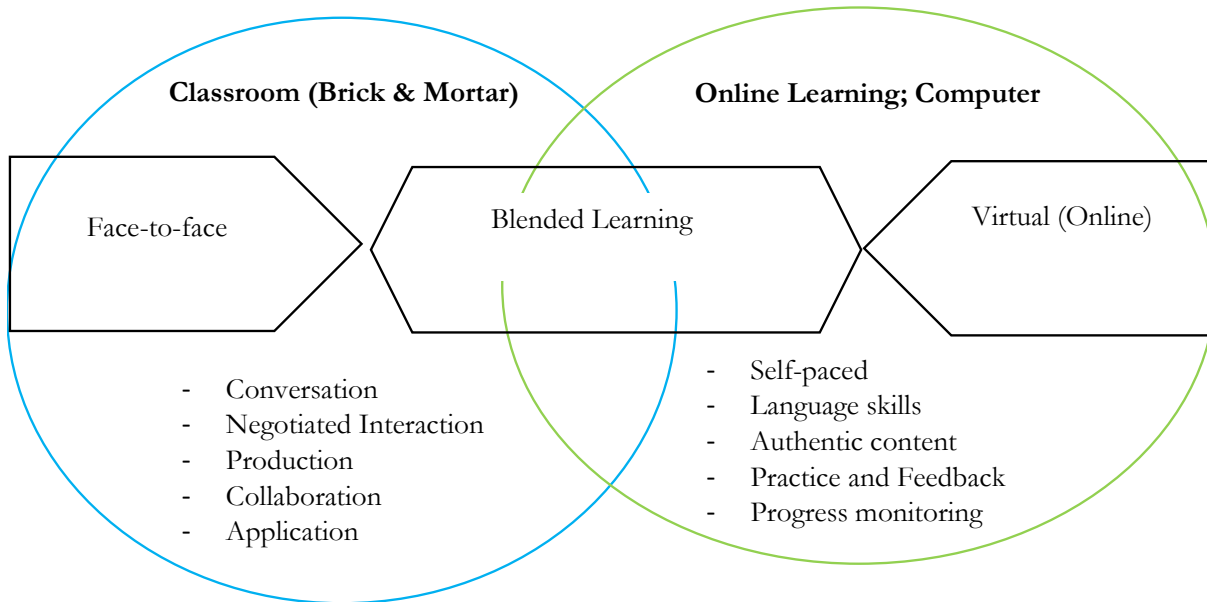 Classroom (Brick & Mortar)
Online Learning; Computer
Face-to-face
Blended Learning
Virtual (Online)
- Conversation
- Negotiated Interaction
- Production
- Collaboration
- Application
- Self-paced
- Language skills
- Authentic content
- Practice and Feedback
- Progress monitoring